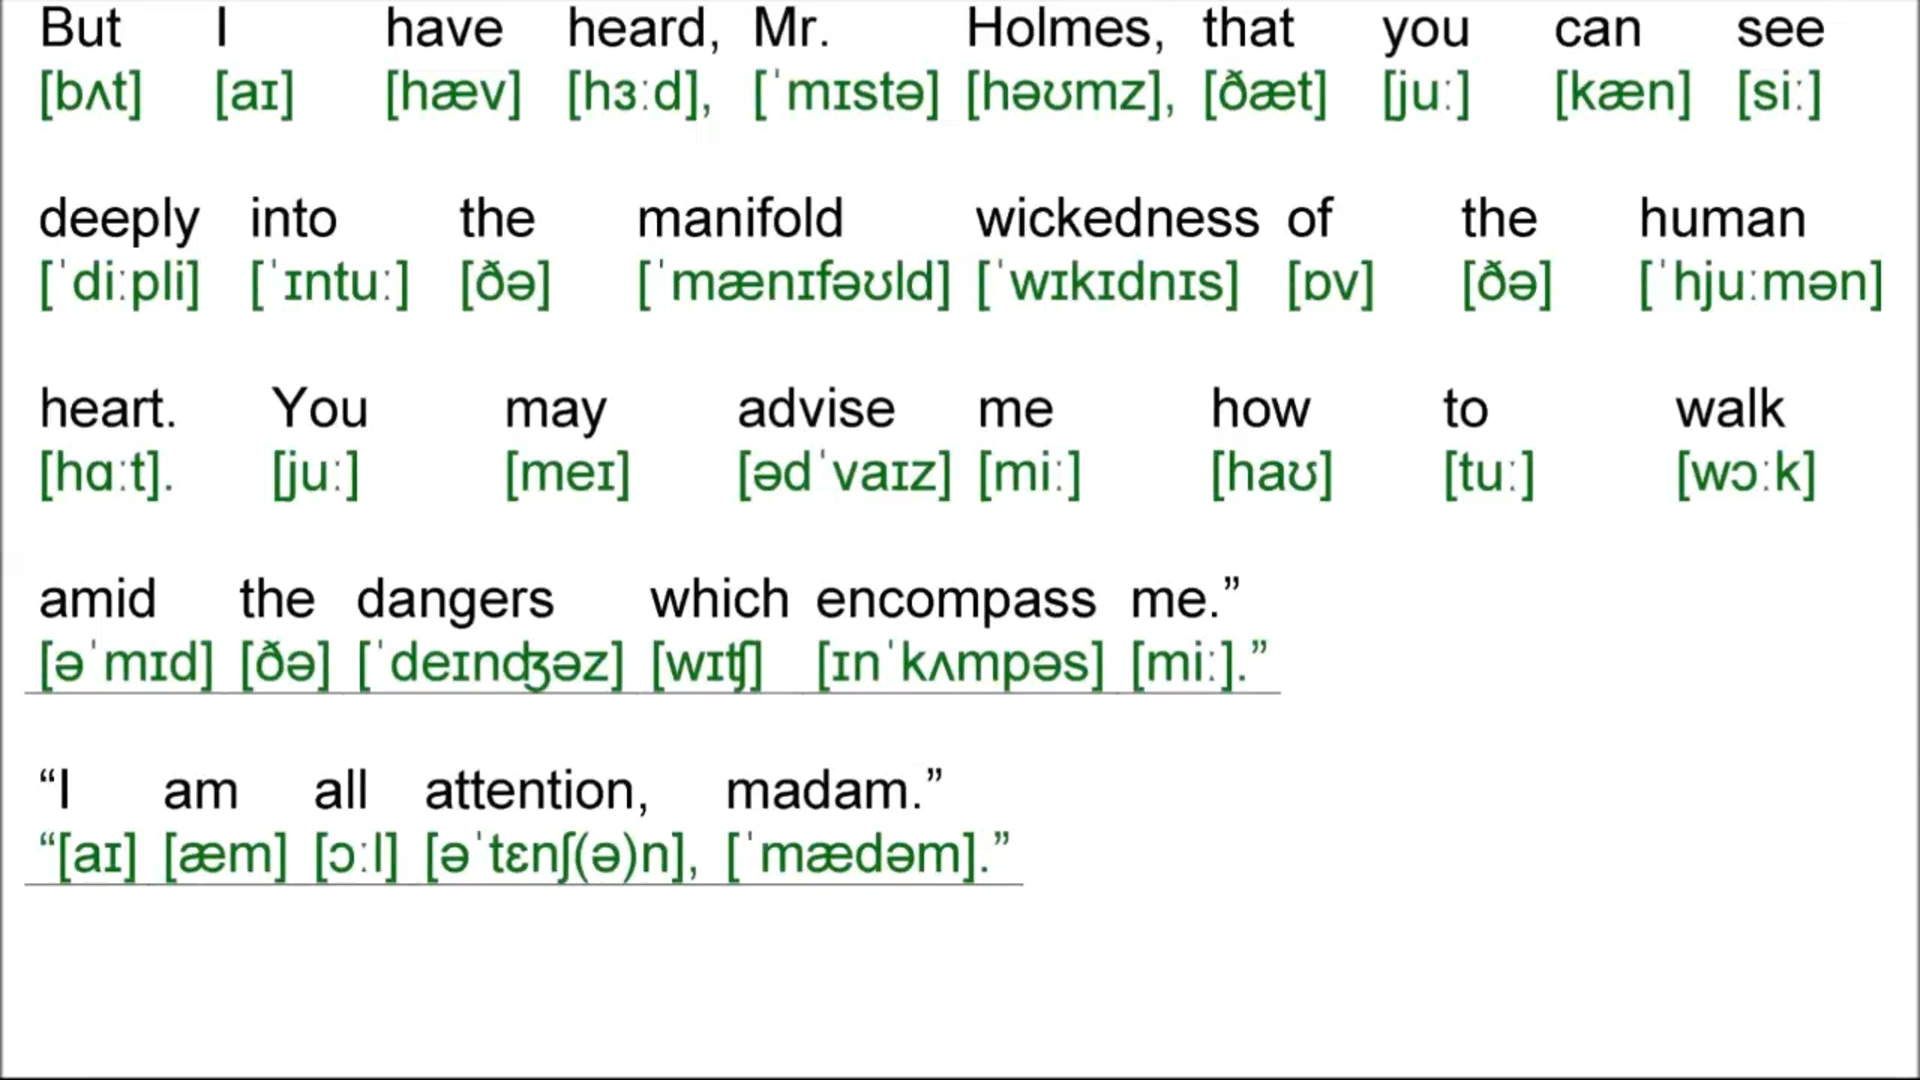 But I have heard, Mr. Holmes, that you can see
[bʌt] [aɪ] [hæv] [hɜːd], [ˈmɪstə] [həʊmz], [ðæt] [juː] [kæn] [siː]
deeply into the manifold wickedness of the human
[ˈdiːpli] [ˈɪntuː] [ðə] [ˈmænɪfəʊld] [ˈwɪkɪdnɪs] [ɒv] [ðə] [ˈhjuːmən]
heart. You may advise me how to walk
[hɑːt]. [juː] [meɪ] [ədˈvaɪz] [miː] [haʊ] [tuː] [wɔːk]
amid the dangers which encompass me.”
[əˈmɪd] [ðə] [ˈdeɪnʤəz] [wɪʧ] [ɪnˈkʌmpəs] [miː].”
“I am all attention, madam.”
“[aɪ] [æm] [ɔːl] [əˈtɛnʃ(ə)n], [ˈmædəm].”